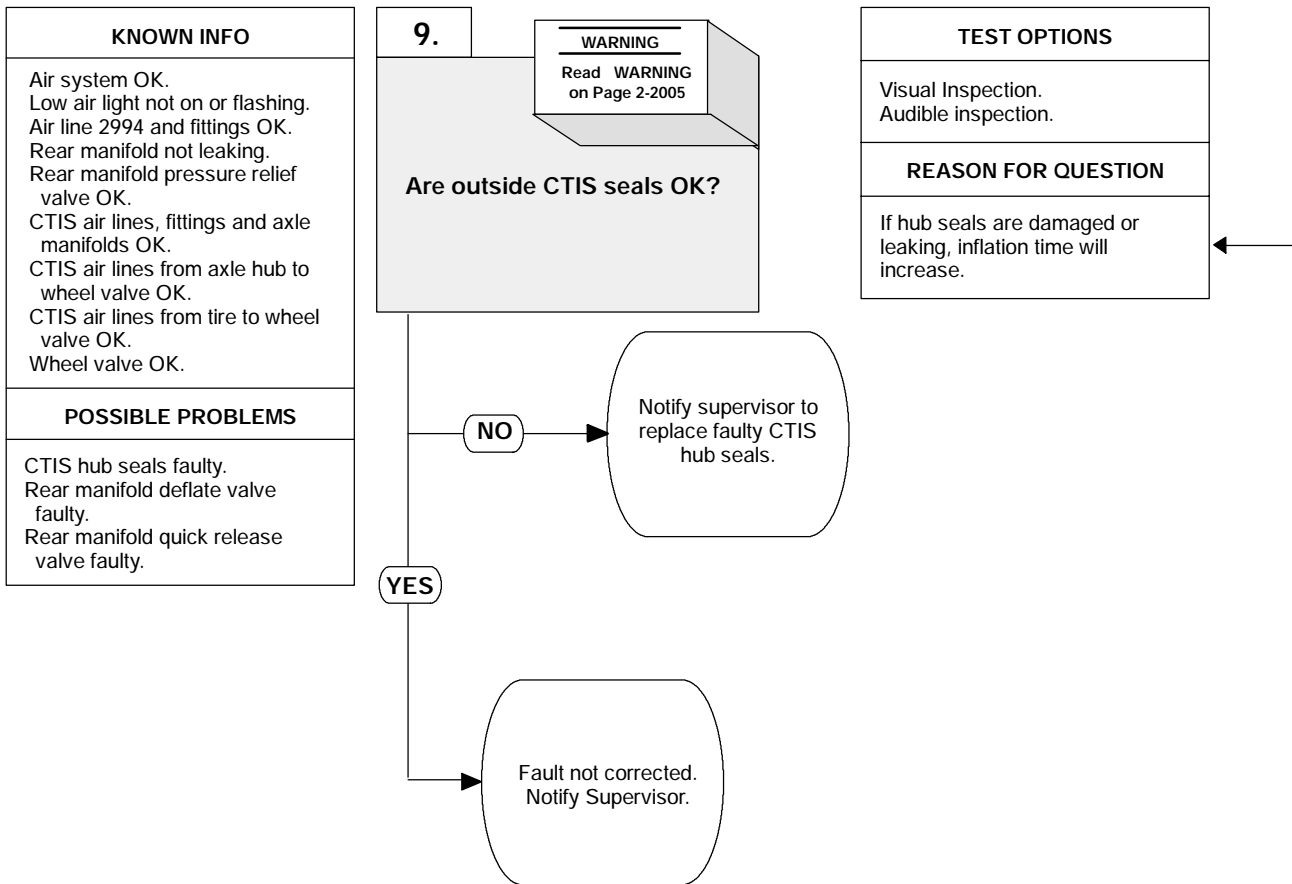 KNOWN INFO
Air system OK.
Low air light not on or flashing.
Air line 2994 and fittings OK.
Rear manifold not leaking.
Rear manifold pressure relief
valve OK.
CTIS air lines, fittings and axle
manifolds OK.
CTIS air lines from axle hub to
wheel valve OK.
CTIS air lines from tire to wheel
valve OK.
Wheel valve OK.
POSSIBLE PROBLEMS
CTIS hub seals faulty.
Rear manifold deflate valve
faulty.
Rear manifold quick release
valve faulty.
9.
WARNING
Read WARNING
on Page 2-2005
Are outside CTIS seals OK?
TEST OPTIONS
Visual Inspection.
Audible inspection.
REASON FOR QUESTION
If hub seals are damaged or
leaking, inflation time will
increase.
NO
Notify supervisor to
replace faulty CTIS
hub seals.
YES
Fault not corrected.
Notify Supervisor.